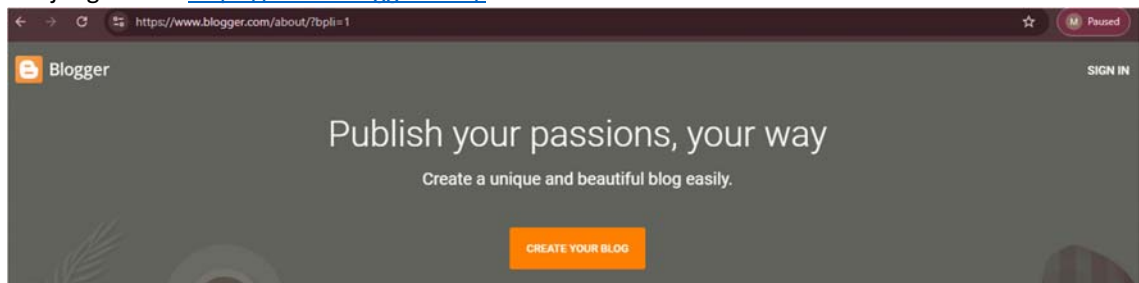 https://www.blogger.com/about/?bpli=1
M Paused
Blogger
SIGN IN
Publish your passions, your way
Create a unique and beautiful blog easily.
CREATE YOUR BLOG